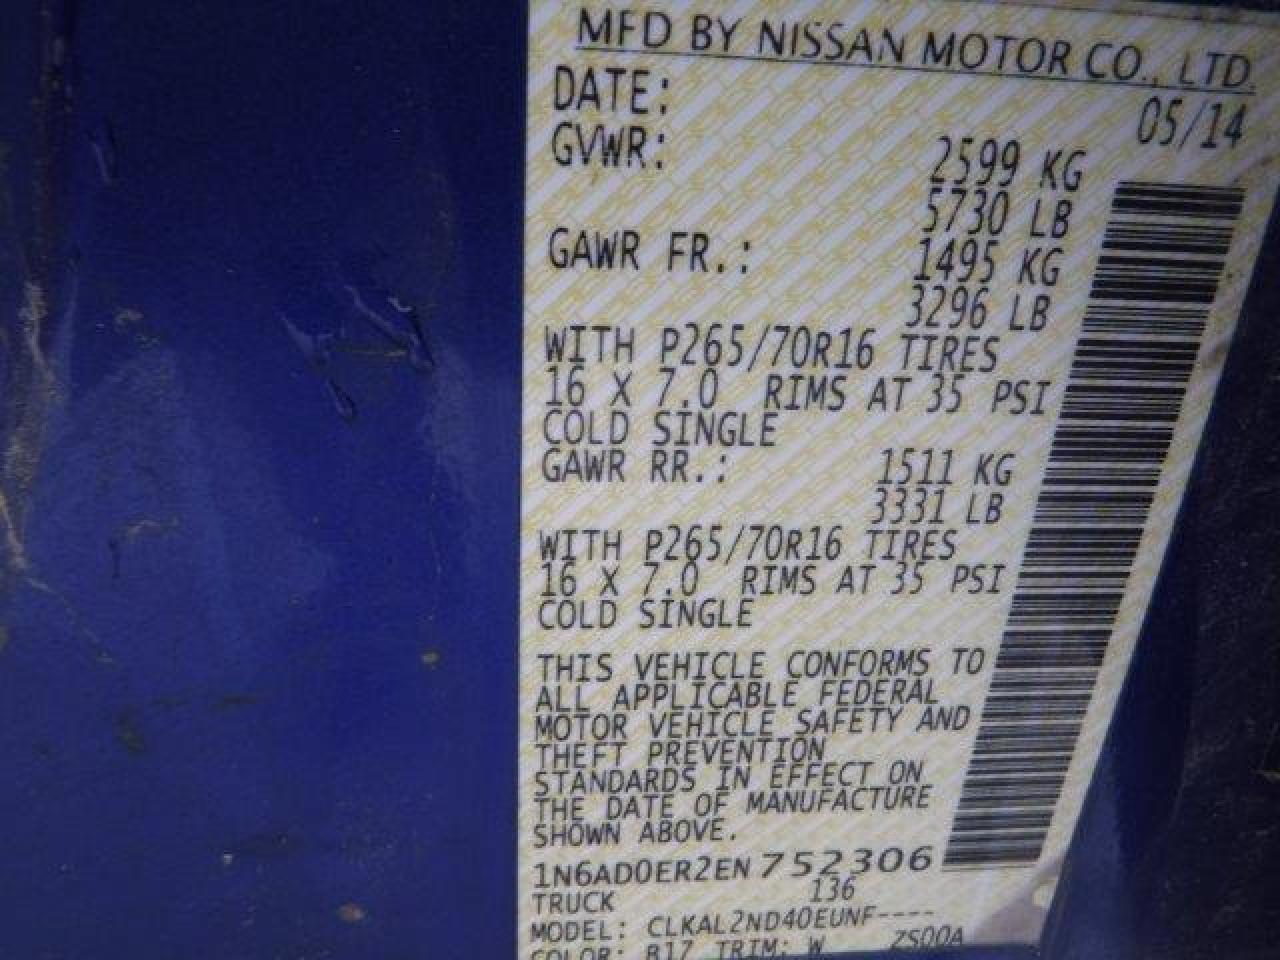 MFD BY NISSAN MOTOR CO., LTD.
DATE: 05/14
GVWR: 2599 KG
5730 LB
GAWR FR.: 1495 KG
3296 LB
WITH P265/70R16 TIRES
16 X 7.0 RIMS AT 35 PSI
COLD SINGLE
GAWR RR.: 1511 KG
3331 LB
WITH P265/70R16 TIRES
16 X 7.0 RIMS AT 35 PSI
COLD SINGLE
THIS VEHICLE CONFORMS TO
ALL APPLICABLE FEDERAL
MOTOR VEHICLE SAFETY AND
THEFT PREVENTION
STANDARDS IN EFFECT ON
THE DATE OF MANUFACTURE
SHOWN ABOVE.
1N6AD0ER2EN752306
TRUCK 136
MODEL: CLKAL2ND40EUNF----
COLOR: B17 TRIM: W ZS00A